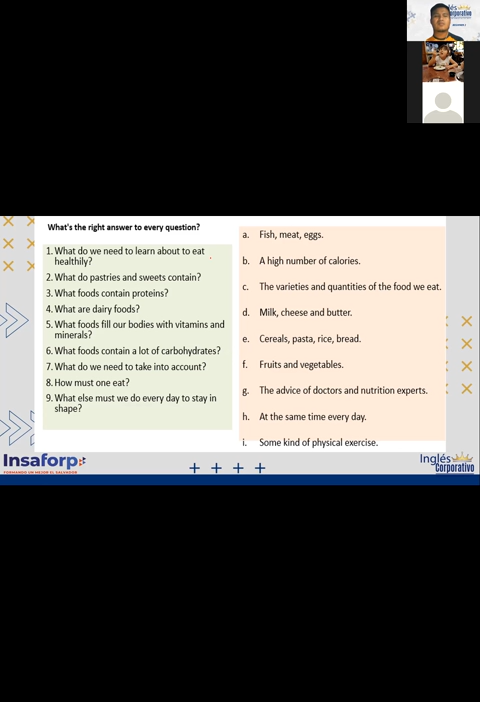 What's the right answer to every question?
1. What do we need to learn about to eat
healthily?
2. What do pastries and sweets contain?
3. What foods contain proteins?
4. What are dairy foods?
5. What foods fill our bodies with vitamins and
minerals?
6. What foods contain a lot of carbohydrates?
7. What do we need to take into account?
8. How must one eat?
9. What else must we do every day to stay in
shape?
a. Fish, meat, eggs.
b. A high number of calories.
c. The varieties and quantities of the food we eat.
d. Milk, cheese and butter.
e. Cereals, pasta, rice, bread.
f. Fruits and vegetables.
g. The advice of doctors and nutrition experts.
h. At the same time every day.
i. Some kind of physical exercise.
Insaforp
FORMANDO UN MEJOR EL SALVADOR
Inglés
Corporativo